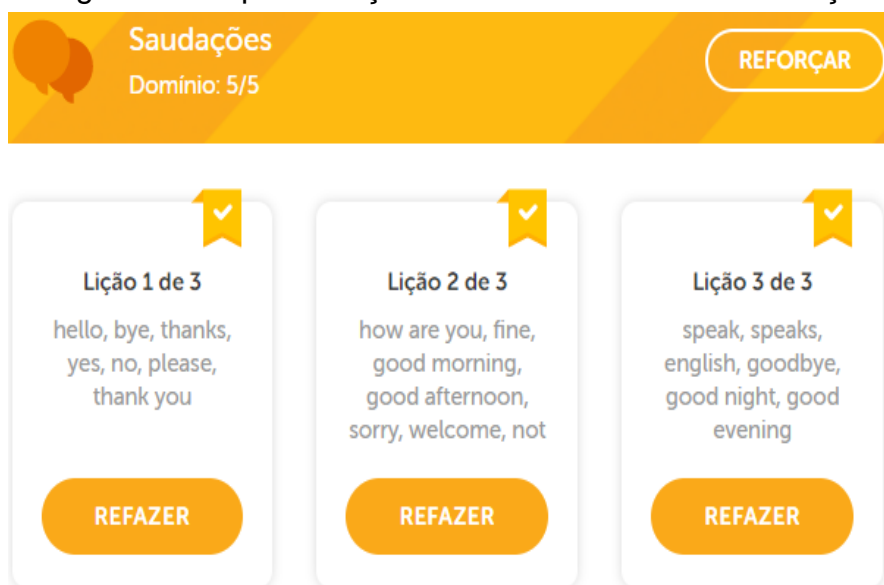 Saudações
Domínio: 5/5
REFORÇAR
Lição 1 de 3
hello, bye, thanks,
yes, no, please,
thank you
REFAZER
Lição 2 de 3
how are you, fine,
good morning,
good afternoon,
sorry, welcome, not
REFAZER
Lição 3 de 3
speak, speaks,
english, goodbye,
good night, good
evening
REFAZER